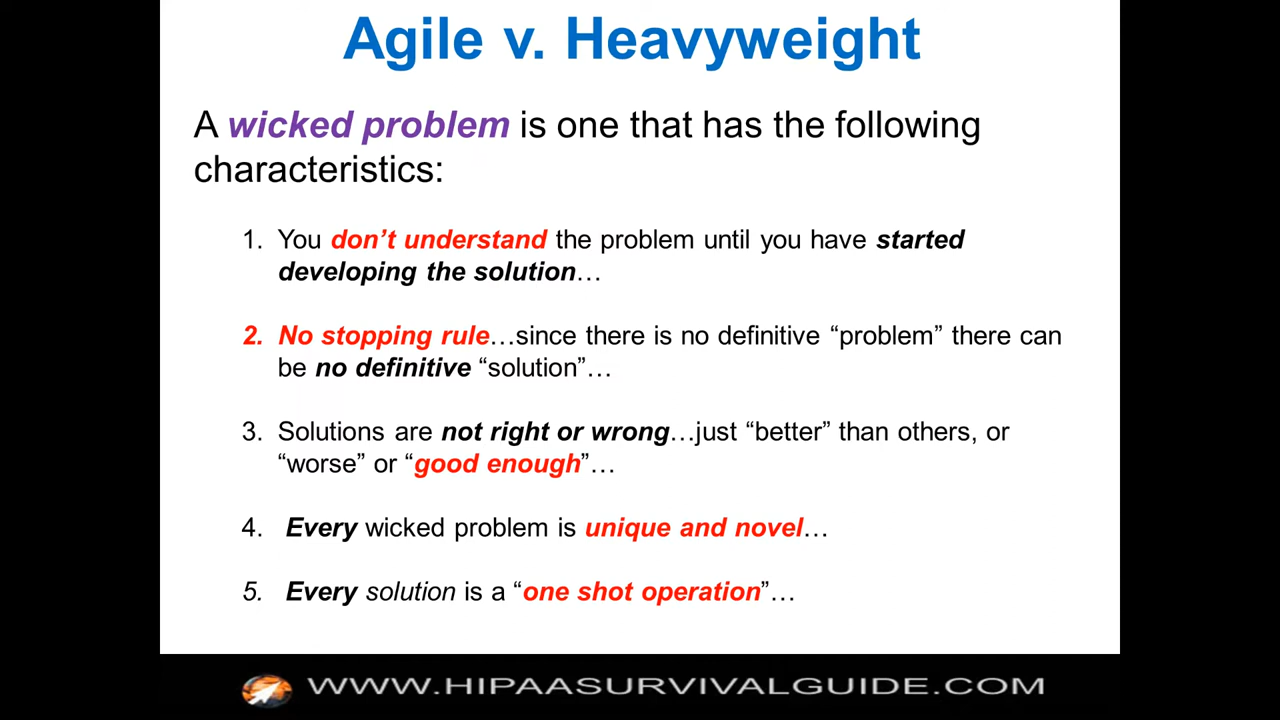 Agile v. Heavyweight
A wicked problem is one that has the following
characteristics:
1. You don’t understand the problem until you have started
developing the solution…
2. No stopping rule…since there is no definitive “problem” there can
be no definitive “solution”…
3. Solutions are not right or wrong…just “better” than others, or
“worse” or “good enough”…
4. Every wicked problem is unique and novel…
5. Every solution is a “one shot operation”…
WWW.HIPAASURVIVALGUIDE.COM